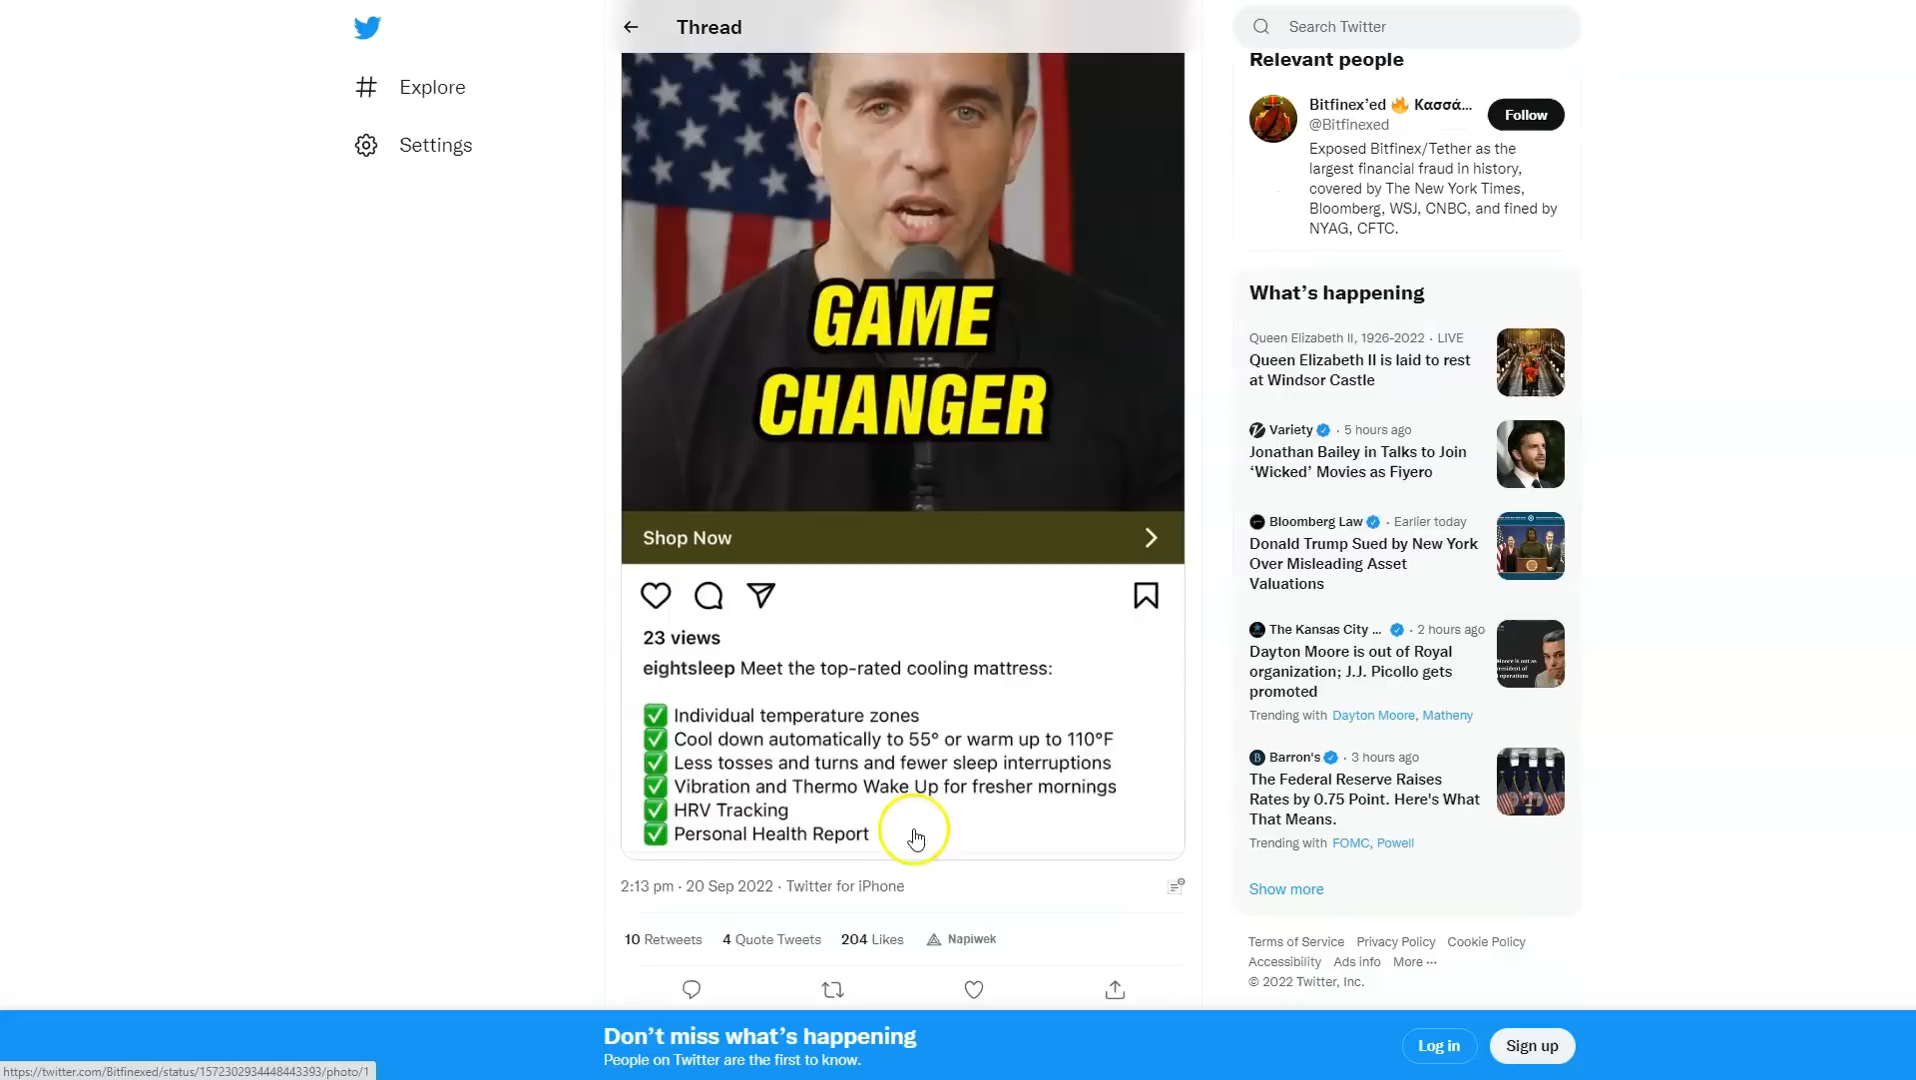 Explore
Settings
Thread
GAME
CHANGER
Shop Now
23 views
eightsleep Meet the top-rated cooling mattress:
✅ Individual temperature zones
✅ Cool down automatically to 55° or warm up to 110°F
✅ Less tosses and turns and fewer sleep interruptions
✅ Vibration and Thermo Wake Up for fresher mornings
✅ HRV Tracking
✅ Personal Health Report
2:13 pm · 20 Sep 2022 · Twitter for iPhone
10 Retweets 4 Quote Tweets 204 Likes Napiwek
Search Twitter
Relevant people
Bitfinex’ed 🔥 Κασσά...
@Bitfinexed
Follow
Exposed Bitfinex/Tether as the
largest financial fraud in history,
covered by The New York Times,
Bloomberg, WSJ, CNBC, and fined by
NYAG, CFTC.
What’s happening
Queen Elizabeth II, 1926-2022 · LIVE
Queen Elizabeth II is laid to rest
at Windsor Castle
Variety · 5 hours ago
Jonathan Bailey in Talks to Join
‘Wicked’ Movies as Fiyero
Bloomberg Law · Earlier today
Donald Trump Sued by New York
Over Misleading Asset
Valuations
The Kansas City ... · 2 hours ago
Dayton Moore is out of Royal
organization; J.J. Picollo gets
promoted
Trending with Dayton Moore, Matheny
Barron's · 3 hours ago
The Federal Reserve Raises
Rates by 0.75 Point. Here's What
That Means.
Trending with FOMC, Powell
Show more
Terms of Service Privacy Policy Cookie Policy
Accessibility Ads info More ···
© 2022 Twitter, Inc.
Don’t miss what’s happening
People on Twitter are the first to know.
Log in
Sign up
https://twitter.com/Bitfinexed/status/1572302934448443393/photo/1